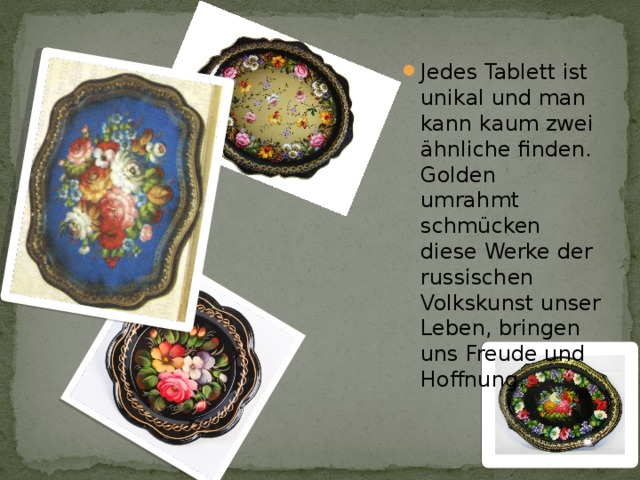 Jedes Tablett ist
unikal und man
kann kaum zwei
ähnliche finden.
Golden
umrahmt
schmücken
diese Werke der
russischen
Volkskunst unser
Leben, bringen
uns Freude und
Hoffnung.